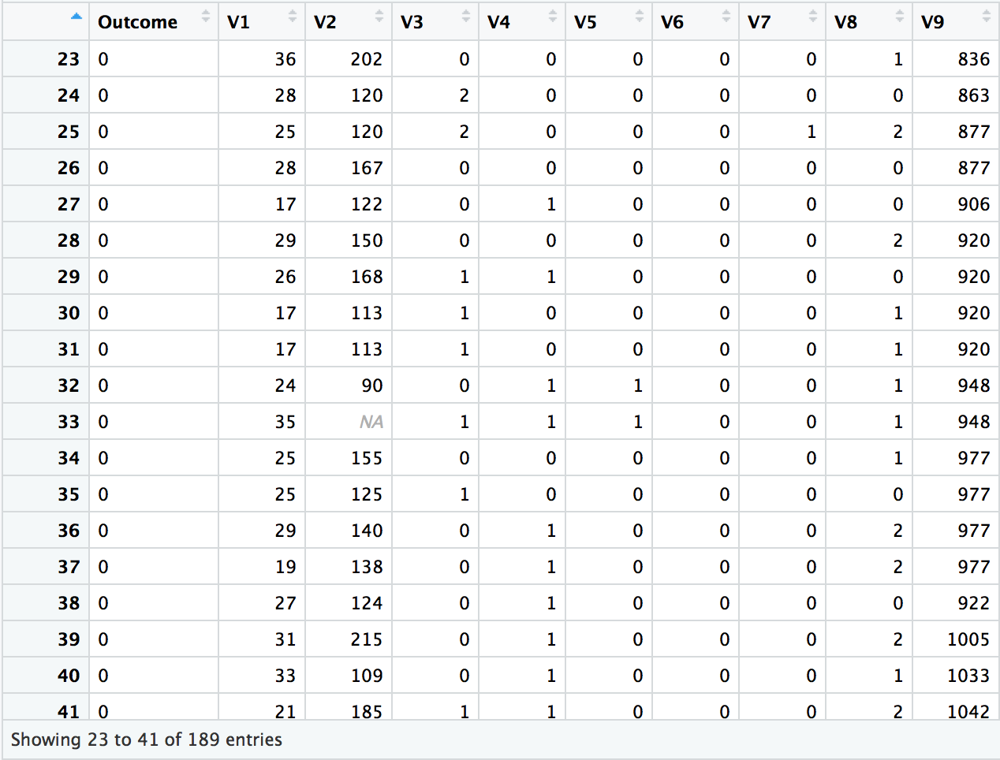 Outcome V1 V2 V3 V4 V5 V6 V7 V8 V9
23 0 36 202 0 0 0 0 0 1 836
24 0 28 120 2 0 0 0 0 0 863
25 0 25 120 2 0 0 0 1 2 877
26 0 28 167 0 0 0 0 0 0 877
27 0 17 122 0 1 0 0 0 0 906
28 0 29 150 0 0 0 0 0 2 920
29 0 26 168 1 1 0 0 0 0 920
30 0 17 113 1 0 0 0 0 1 920
31 0 17 113 1 0 0 0 0 1 920
32 0 24 90 0 1 1 0 0 1 948
33 0 35 NA 1 1 1 0 0 1 948
34 0 25 155 0 0 0 0 0 1 977
35 0 25 125 1 0 0 0 0 0 977
36 0 29 140 0 1 0 0 0 2 977
37 0 19 138 0 1 0 0 0 2 977
38 0 27 124 0 1 0 0 0 0 922
39 0 31 215 0 1 0 0 0 2 1005
40 0 33 109 0 1 0 0 0 1 1033
41 0 21 185 1 1 0 0 0 2 1042
Showing 23 to 41 of 189 entries